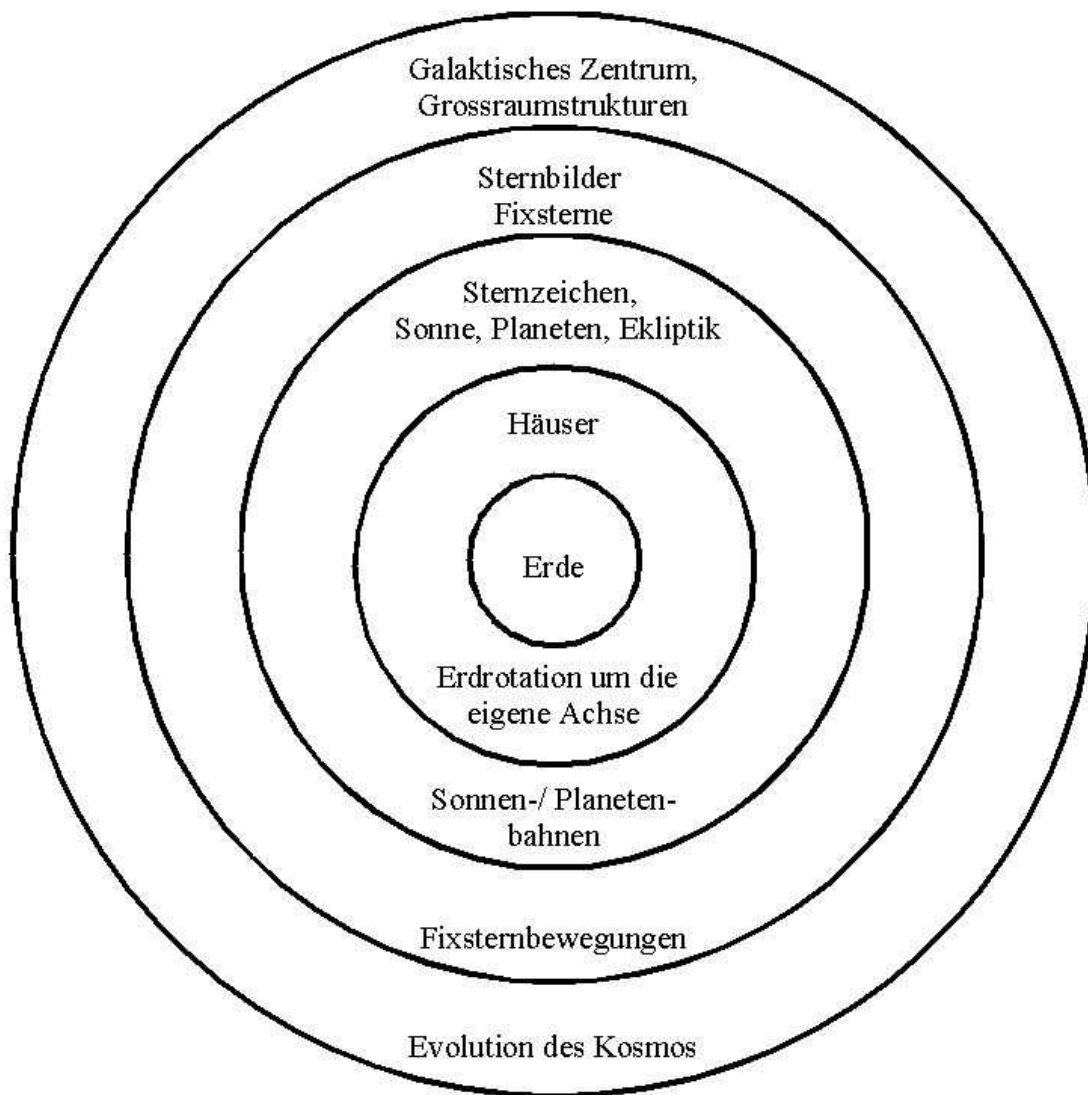 Galaktisches Zentrum,
Grossraumstrukturen
Sternbilder
Fixsterne
Sternzeichen,
Sonne, Planeten, Ekliptik
Häuser
Erde
Erdrotation um die
eigene Achse
Sonnen-/ Planeten-
bahnen
Fixsternbewegungen
Evolution des Kosmos